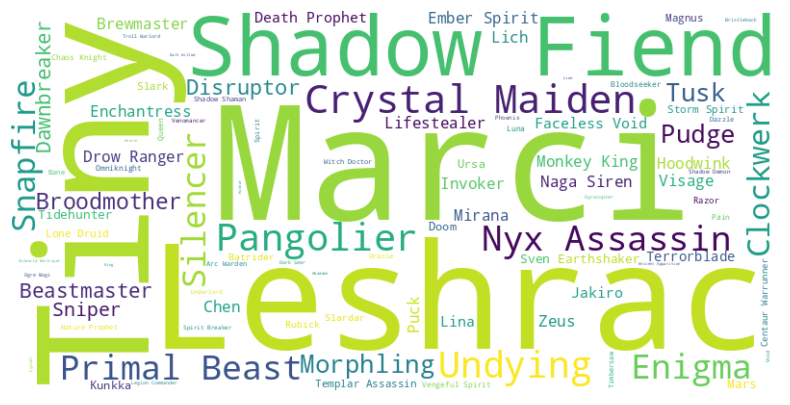 Brewmaster
Death Prophet
Ember Spirit
Magnus
Bristleback
Troll Warlord
Shadow Fiend
Lich
Chaos Knight
Dawnbreaker
Tiny
Slark
Disruptor
Crystal Maiden
Bloodseeker
Tusk
Shadow Shaman
Enchantress
Snapfire
Lifestealer
Phoenix
Luna
Faceless Void
Storm Spirit
Dazzle
Venomancer
Queen
Spirit
Marci
Pudge
Clockwerk
Drow Ranger
Omniknight
Bane
Silencer
Witch Doctor
Ursa
Monkey King
Hoodwink
Shadow Demon
Invoker
Naga Siren
Visage
Gyrocopter
Razor
Broodmother
Tidehunter
Mirana
Pain
Lone Druid
Pangolier
Doom
Nyx Assassin
Batrider
Oracle
Arc Warden
Dark Seer
Sven
Earthshaker
Terrorblade
Ancient Apparition
Leshrac
Ogre Magi
King
Beastmaster
Underlord
Sniper
Chen
Puck
Jakiro
Centaur Warrunner
Slardar
Rubick
Lina
Zeus
Nature Prophet
Spirit Breaker
Primal Beast
Morphling
Undying
Enigma
Timbersaw
Void
Kunkka
Legion Commander
Templar Assassin
Vengeful Spirit
Mars